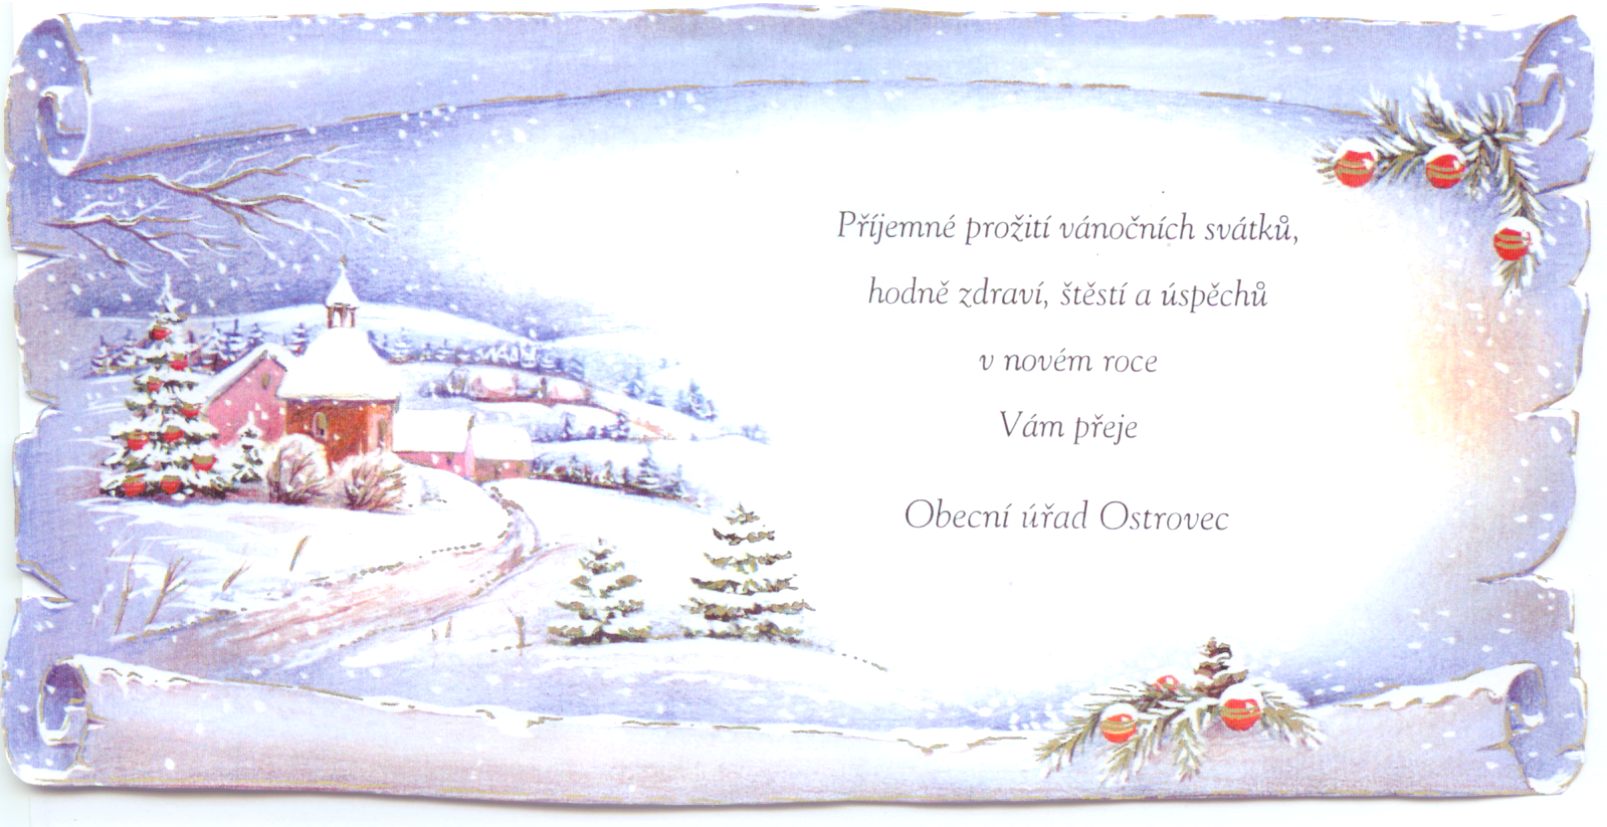 Příjemné prožití vánočních svátků,
hodně zdraví, štěstí a úspěchů
v novém roce
Vám přeje
Obecní úřad Ostrovec